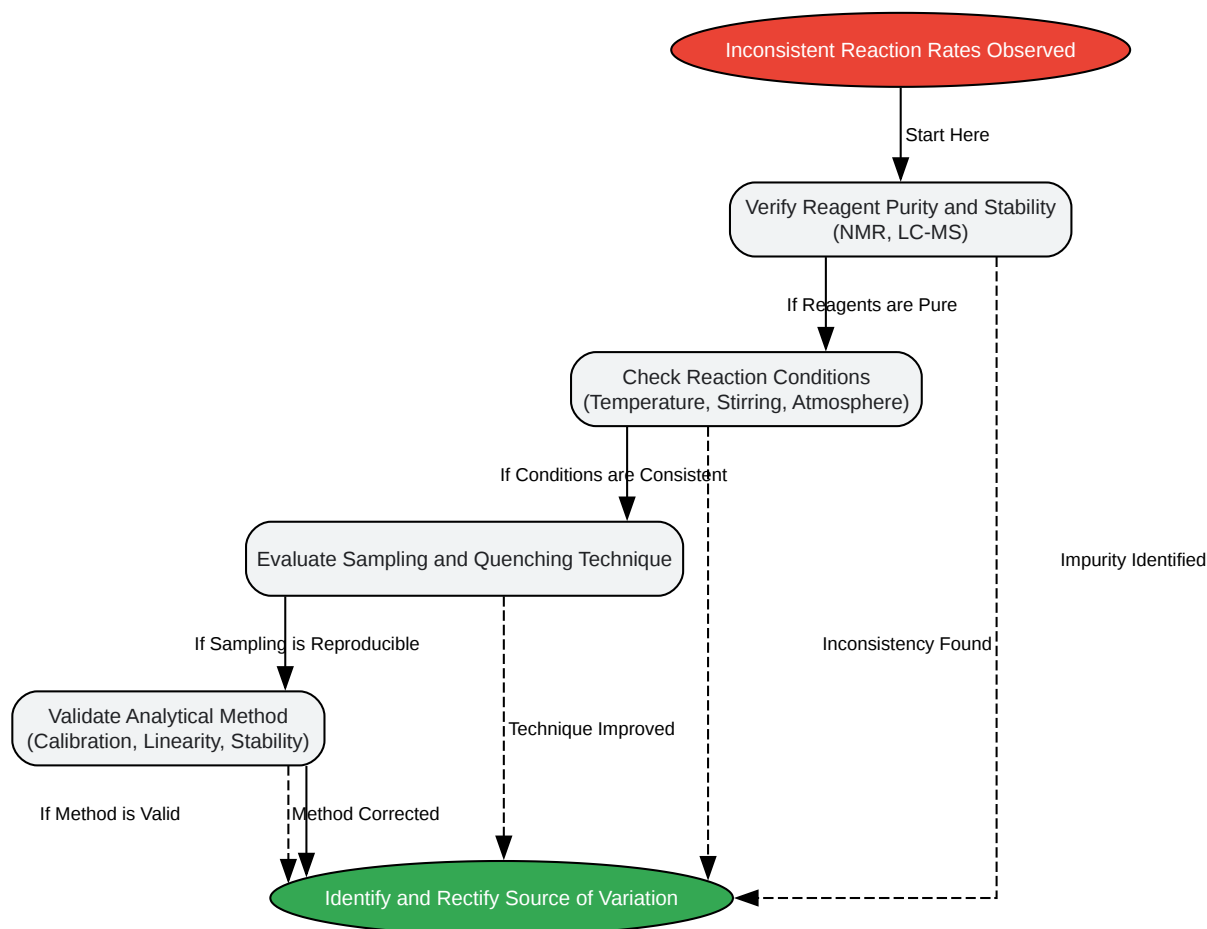 Inconsistent Reaction Rates Observed
Start Here
Verify Reagent Purity and Stability
(NMR, LC-MS)
If Reagents are Pure
Check Reaction Conditions
(Temperature, Stirring, Atmosphere)
If Conditions are Consistent
Evaluate Sampling and Quenching Technique
Impurity Identified
If Sampling is Reproducible
Inconsistency Found
Validate Analytical Method
(Calibration, Linearity, Stability)
Technique Improved
If Method is Valid
Method Corrected
Identify and Rectify Source of Variation